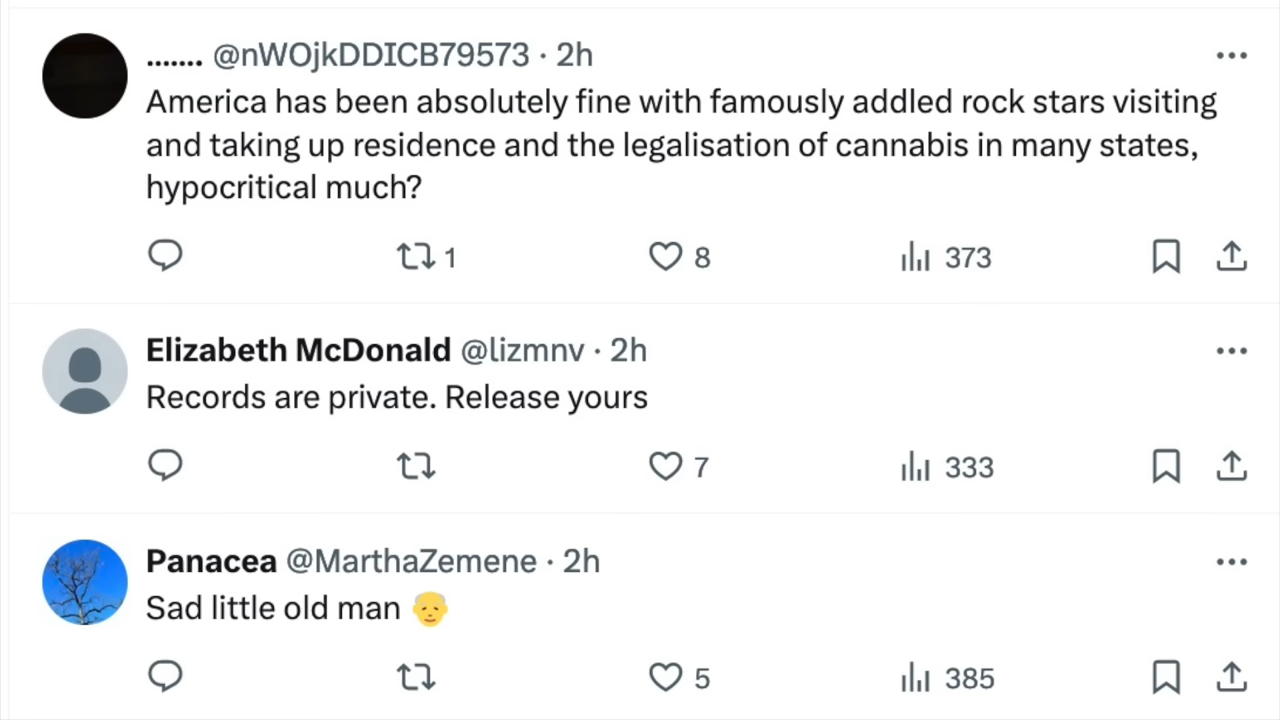 ....... @nWOjkDDICB79573 · 2h
America has been absolutely fine with famously addled rock stars visiting
and taking up residence and the legalisation of cannabis in many states,
hypocritical much?
1 8 373
Elizabeth McDonald @lizmnv · 2h
Records are private. Release yours
7 333
Panacea @MarthaZemene · 2h
Sad little old man 👴
5 385